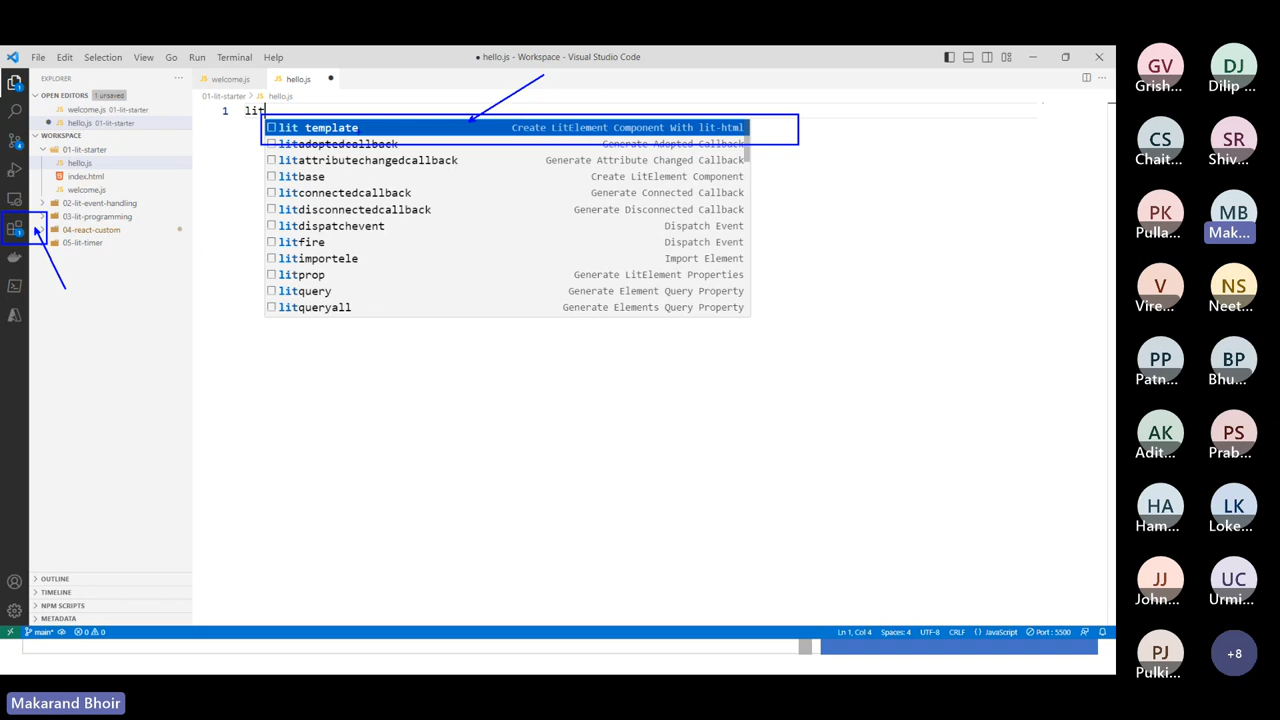 File Edit Selection View Go Run Terminal Help
● hello.js - Workspace - Visual Studio Code
EXPLORER ...
OPEN EDITORS 1 unsaved
welcome.js 01-lit-starter
● hello.js 01-lit-starter
WORKSPACE
01-lit-starter
hello.js
index.html
welcome.js
02-lit-event-handling
03-lit-programming
04-react-custom
05-lit-timer
OUTLINE
TIMELINE
NPM SCRIPTS
METADATA
1
4
1
welcome.js hello.js ●
01-lit-starter > hello.js
1 lit
lit template Create LitElement Component With lit-html
litadoptedcallback Generate Adopted Callback
litattributechangedcallback Generate Attribute Changed Callback
litbase Create LitElement Component
litconnectedcallback Generate Connected Callback
litdisconnectedcallback Generate Disconnected Callback
litdispatchevent Dispatch Event
litfire Dispatch Event
litimportele Import Element
litprop Generate LitElement Properties
litquery Generate Element Query Property
litqueryall Generate Elements Query Property
main* 0 0 Ln 1, Col 4 Spaces: 4 UTF-8 CRLF {} JavaScript Port : 5500
GV DJ
Grish... Dilip ...
CS SR
Chait... Shiv...
PK MB
Pulla... Mak...
V NS
Vire... Neet...
PP BP
Patn... Bhu...
AK PS
Adit... Prab...
HA LK
Ham... Loke...
JJ UC
John... Urmi...
PJ +8
Pulki...
Makarand Bhoir